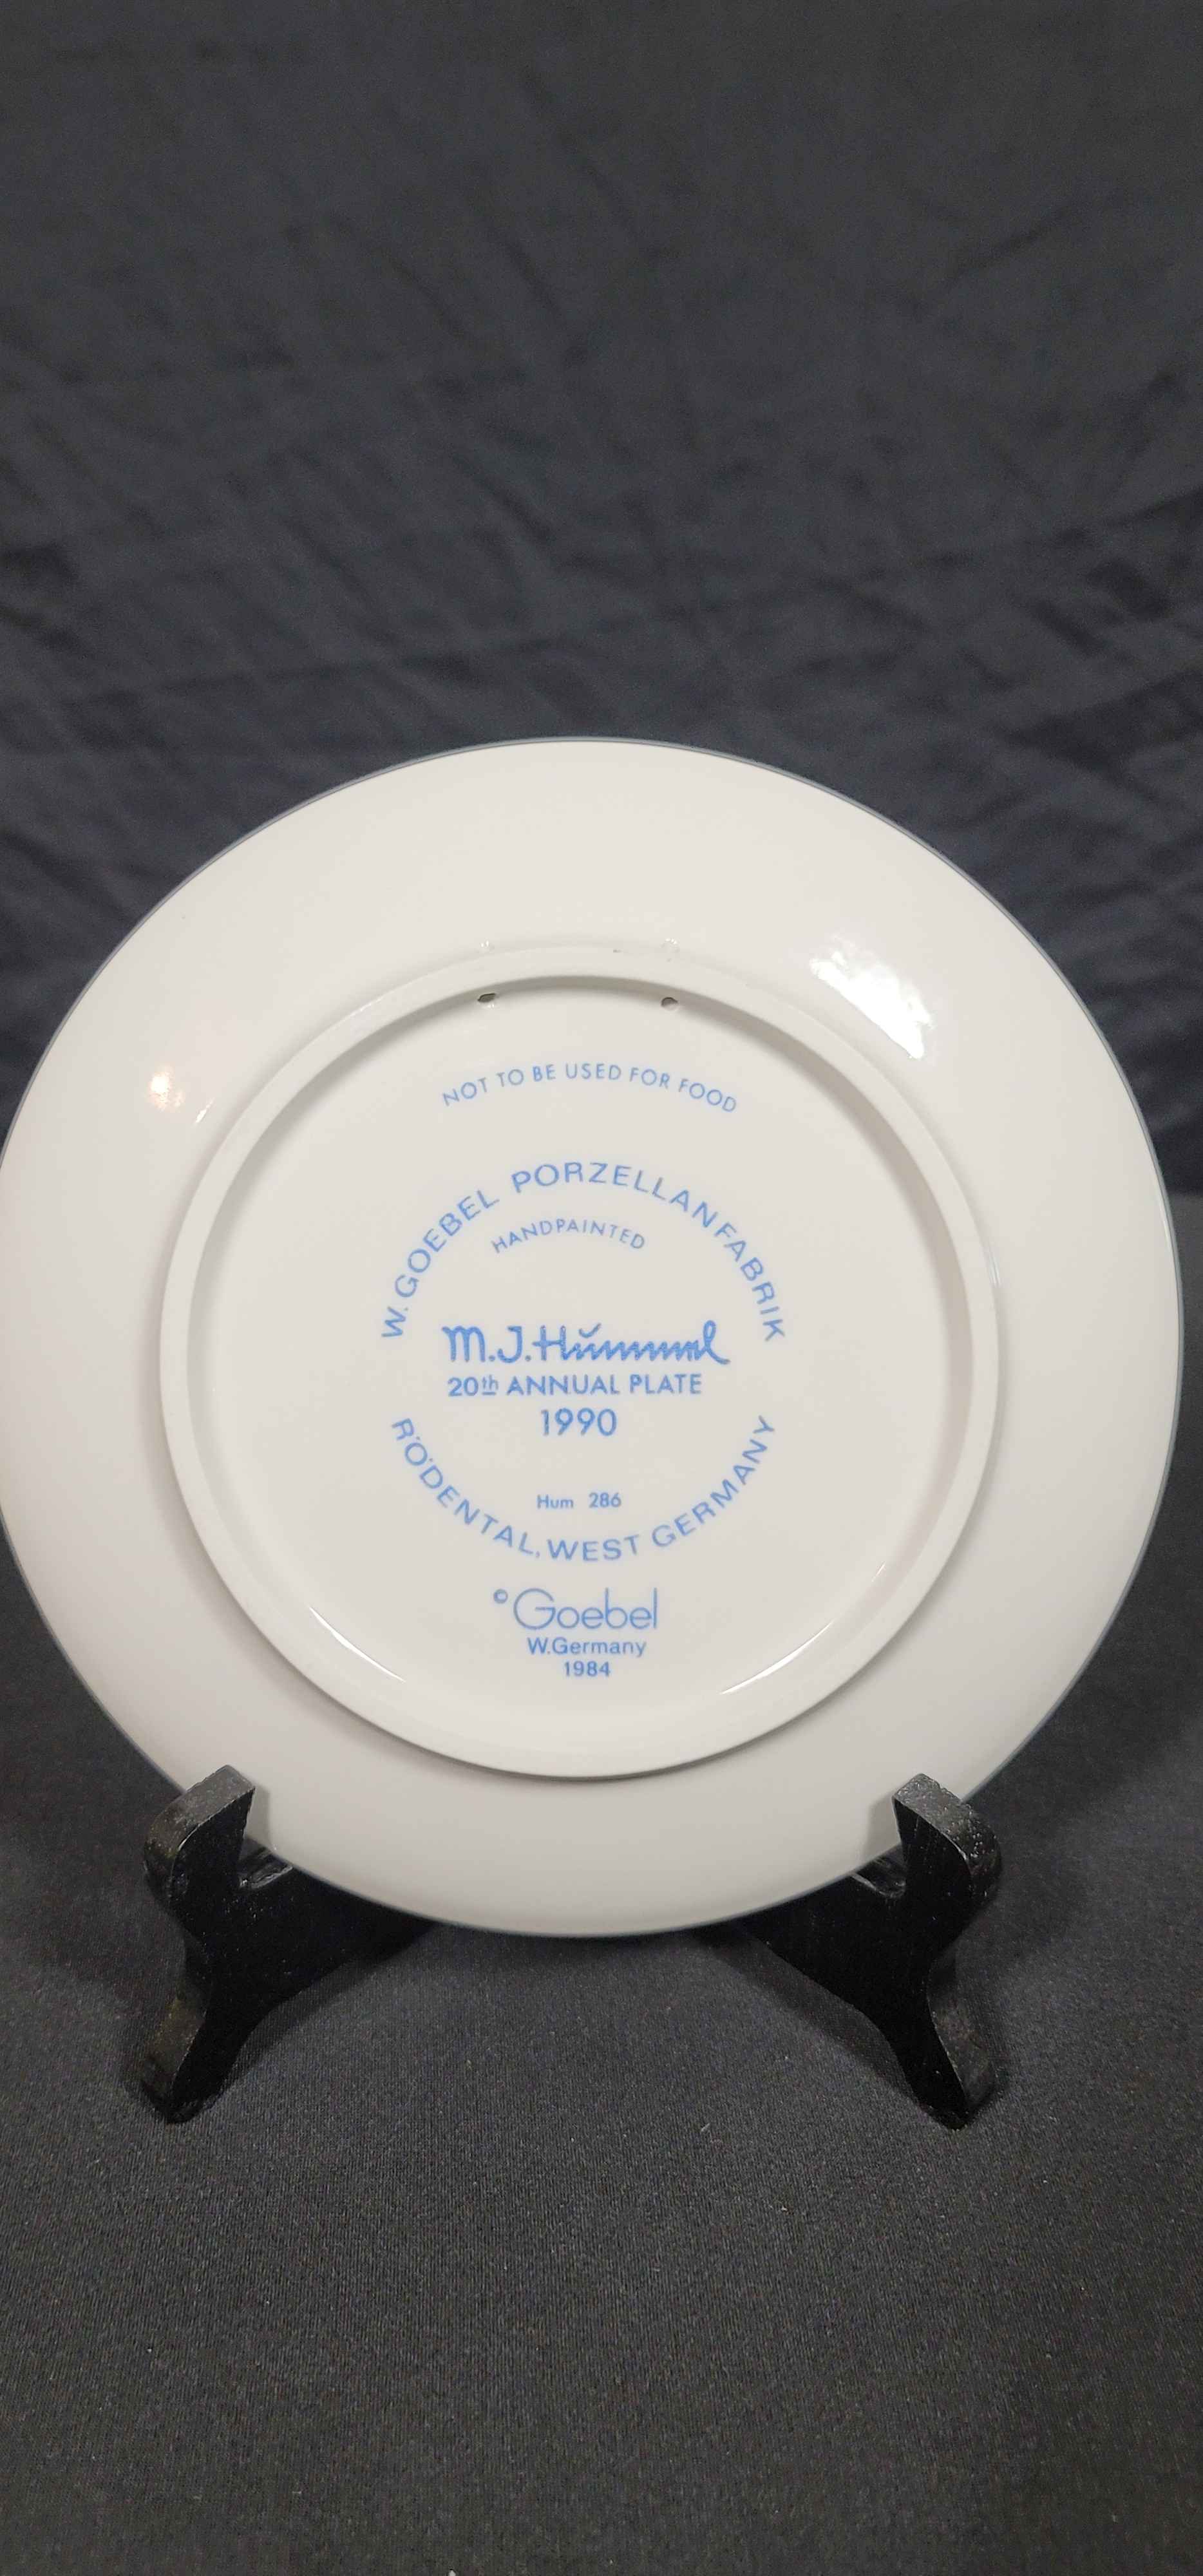 NOT TO BE USED FOR FOOD
W. GOEBEL PORZELLANFABRIK
HANDPAINTED
M.J.Hummel
20th ANNUAL PLATE
1990
Hum 286
RÖDENTAL, WEST GERMANY
© Goebel
W.Germany
1984